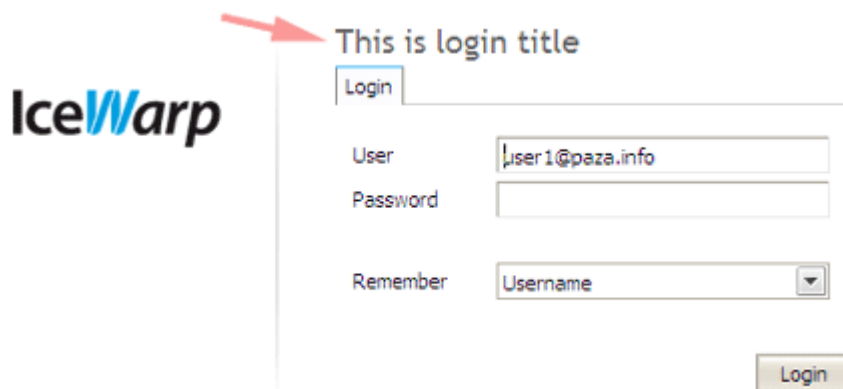 This is login title
Login
IceWarp
User user1@paza.info
Password
Remember Username
Login